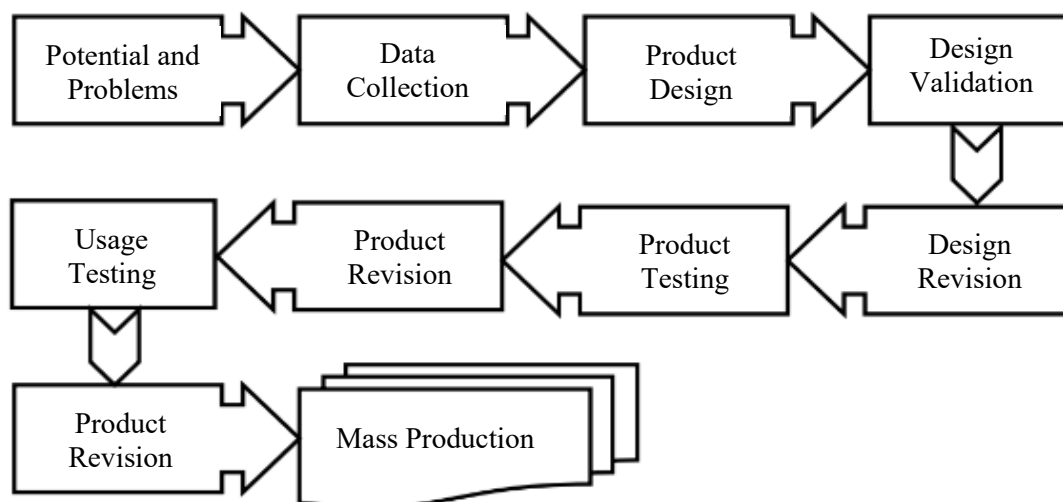 Potential and
Problems
Data
Collection
Product
Design
Design
Validation
Design
Revision
Product
Testing
Product
Revision
Usage
Testing
Product
Revision
Mass Production